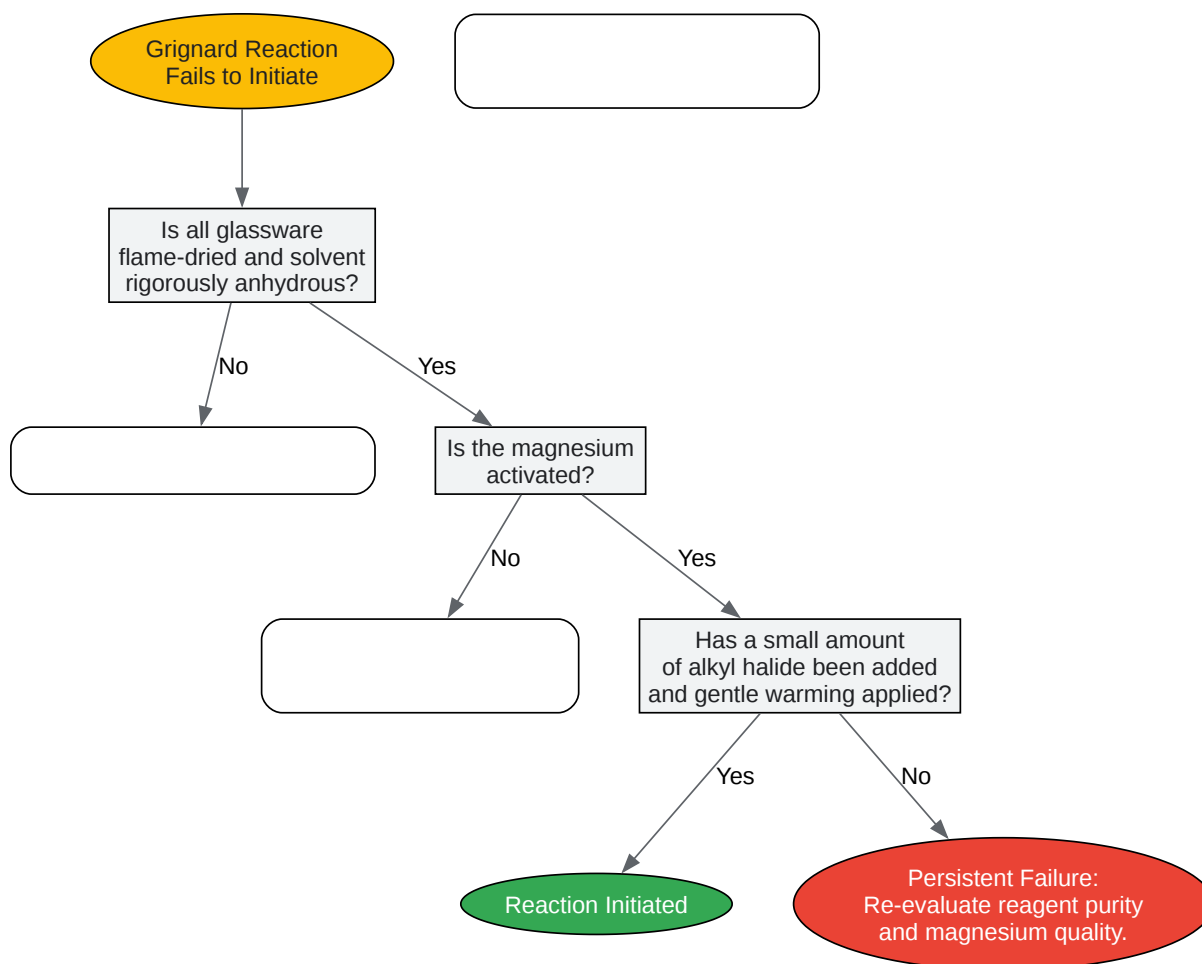 Grignard Reaction
Fails to Initiate
Is all glassware
flame-dried and solvent
rigorously anhydrous?
No
Yes
Is the magnesium
activated?
No
Yes
Has a small amount
of alkyl halide been added
and gentle warming applied?
Yes
No
Reaction Initiated
Persistent Failure:
Re-evaluate reagent purity
and magnesium quality.